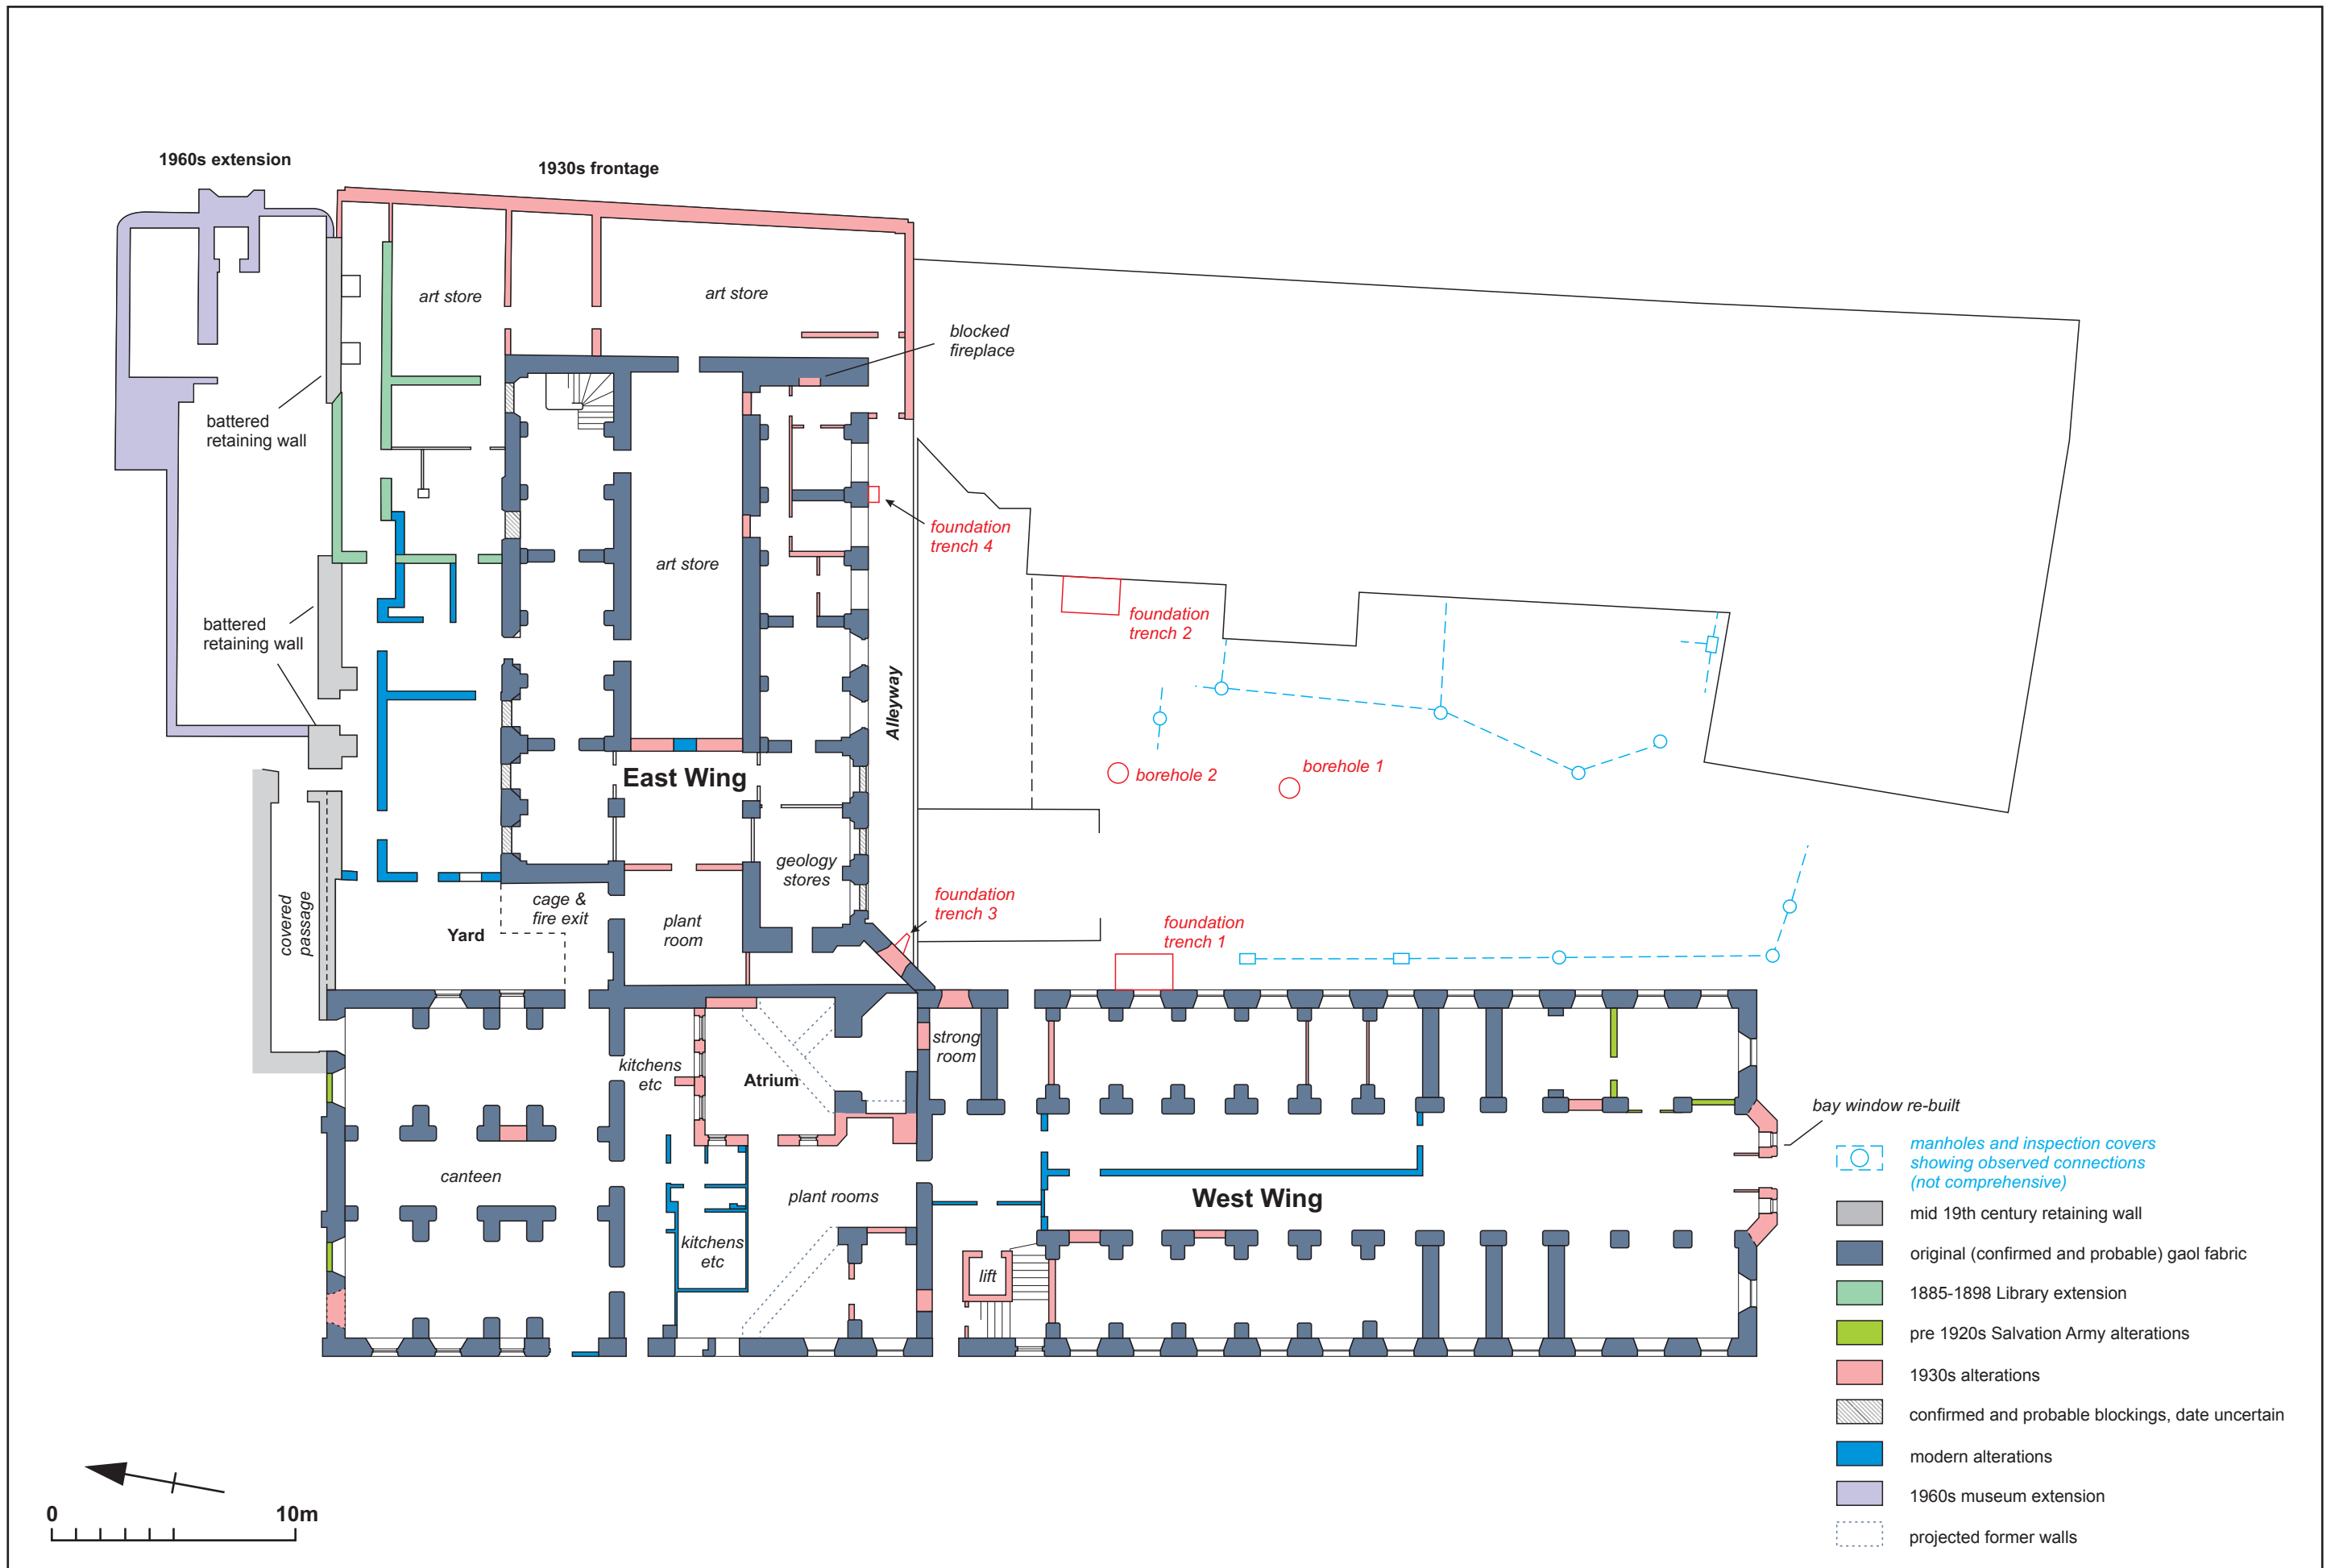 1960s extension
1930s frontage
art store
art store
blocked
fireplace
battered
retaining wall
foundation
trench 4
art store
foundation
trench 2
battered
retaining wall
Alleyway
East Wing
borehole 2
borehole 1
geology
stores
covered
passage
cage &
fire exit
Yard
plant
room
foundation
trench 3
foundation
trench 1
strong
room
kitchens
etc
Atrium
canteen
plant rooms
West Wing
kitchens
etc
lift
bay window re-built
manholes and inspection covers
showing observed connections
(not comprehensive)
mid 19th century retaining wall
original (confirmed and probable) gaol fabric
1885-1898 Library extension
pre 1920s Salvation Army alterations
1930s alterations
confirmed and probable blockings, date uncertain
modern alterations
1960s museum extension
projected former walls
0
10m